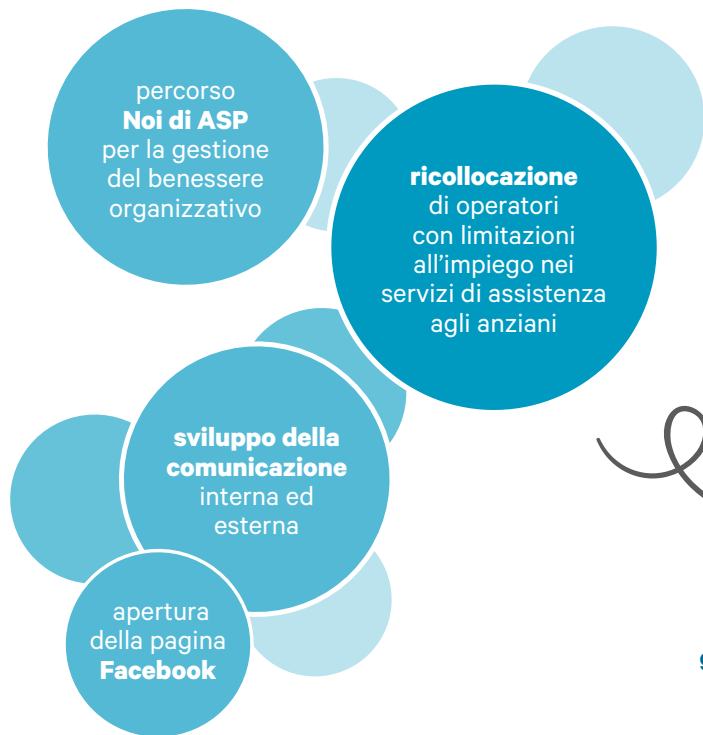 percorso
Noi di ASP
per la gestione
del benessere
organizzativo
ricollocazione
di operatori
con limitazioni
all'impiego nei
servizi di assistenza
agli anziani
sviluppo della
comunicazione
interna ed
esterna
apertura
della pagina
Facebook